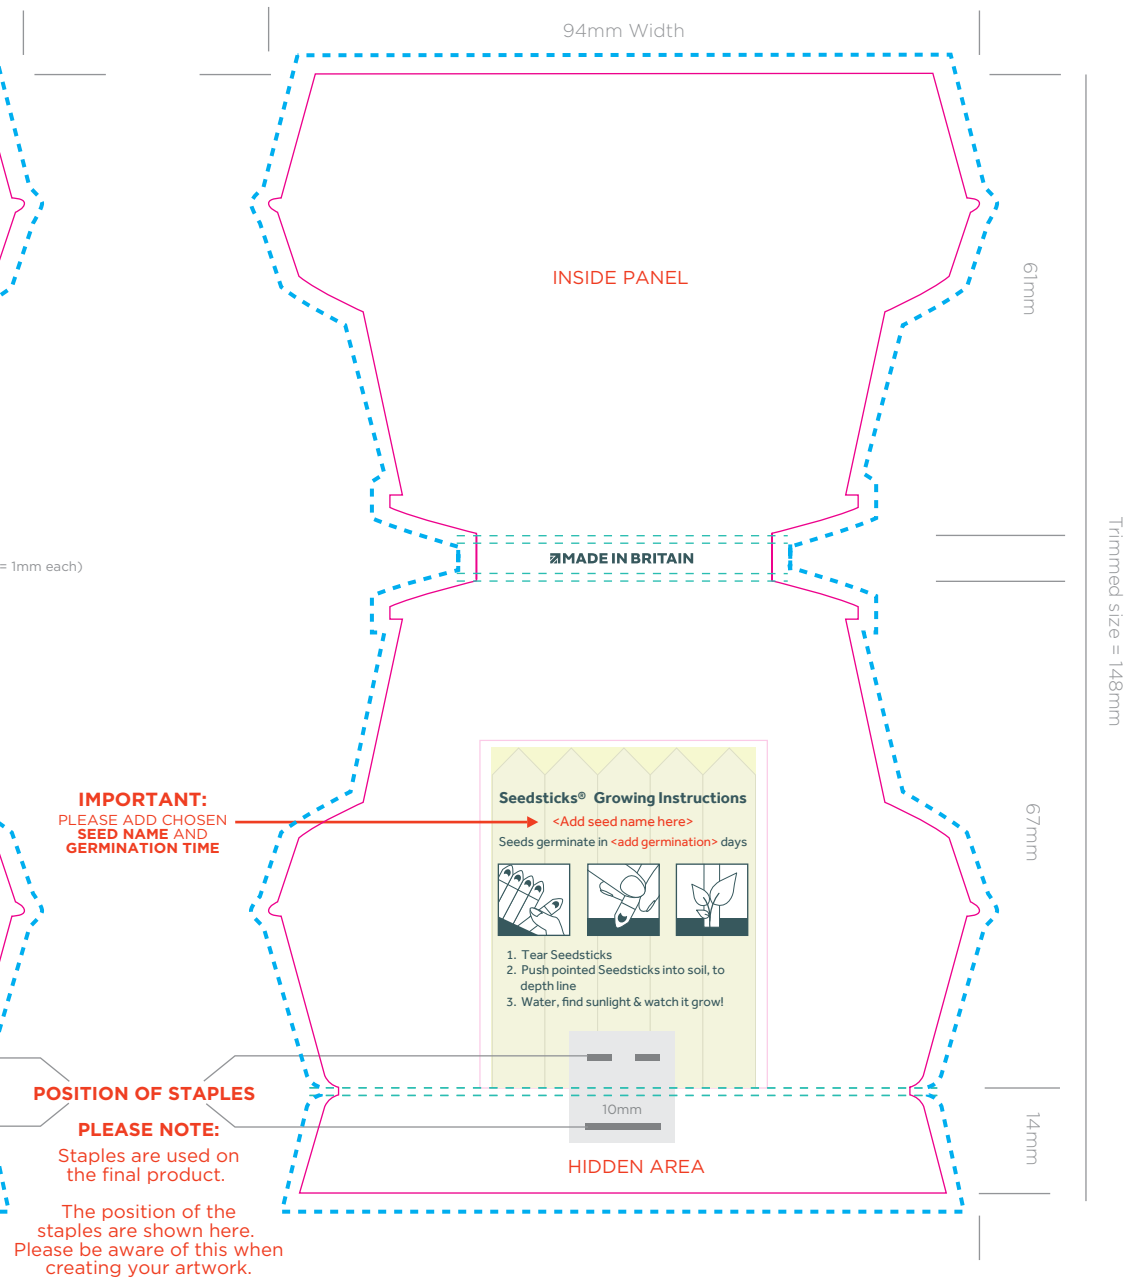 94mm Width
INSIDE PANEL
61mm
MADE IN BRITAIN
= 1mm each)
Trimmed size = 148mm
IMPORTANT:
PLEASE ADD CHOSEN
SEED NAME AND
GERMINATION TIME
Seedsticks® Growing Instructions
<Add seed name here>
Seeds germinate in <add germination> days
67mm
1. Tear Seedsticks
2. Push pointed Seedsticks into soil, to
depth line
3. Water, find sunlight & watch it grow!
POSITION OF STAPLES
10mm
14mm
PLEASE NOTE:
Staples are used on
the final product.
HIDDEN AREA
The position of the
staples are shown here.
Please be aware of this when
creating your artwork.